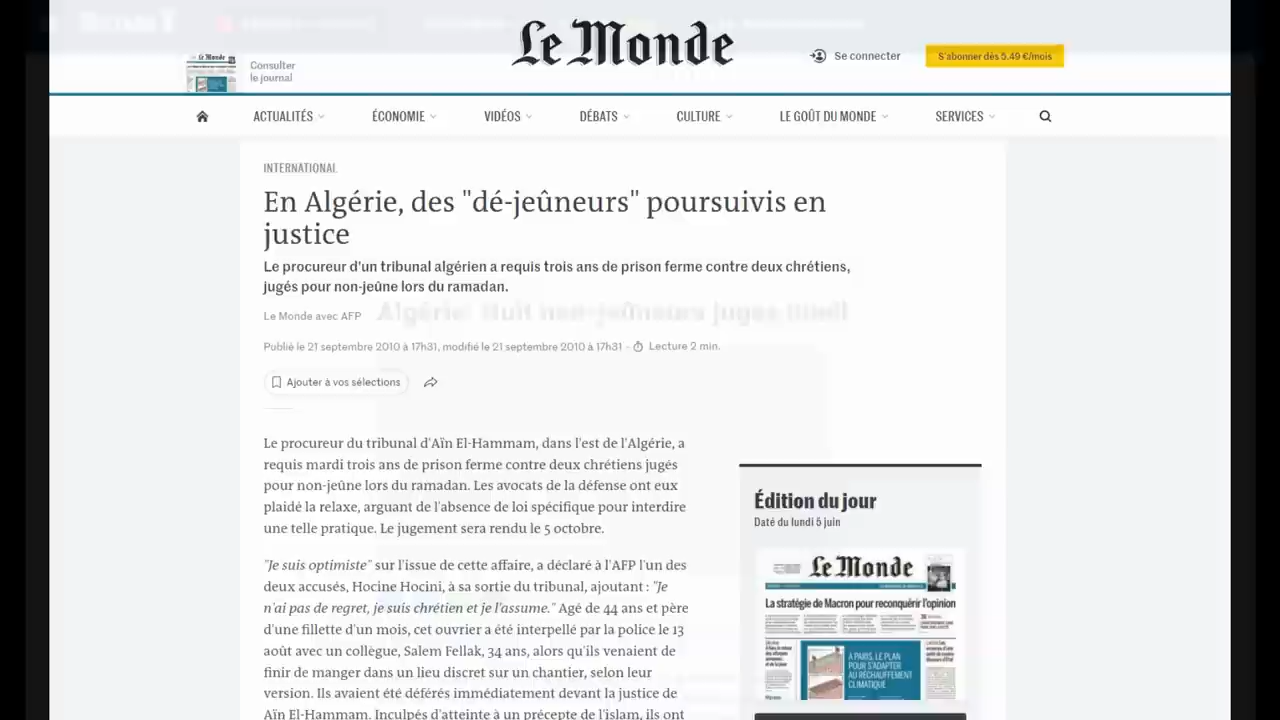 Le Monde
Consulter
le journal
Se connecter
S'abonner dès 5.49 €/mois
ACTUALITÉS
ÉCONOMIE
VIDÉOS
DÉBATS
CULTURE
LE GOÛT DU MONDE
SERVICES
INTERNATIONAL
En Algérie, des "dé-jeûneurs" poursuivis en
justice
Le procureur d'un tribunal algérien a requis trois ans de prison ferme contre deux chrétiens,
jugés pour non-jeûne lors du ramadan.
Le Monde avec AFP
Publié le 21 septembre 2010 à 17h31, modifié le 21 septembre 2010 à 17h31 - Lecture 2 min.
Ajouter à vos sélections
Le procureur du tribunal d'Aïn El-Hammam, dans l'est de l'Algérie, a
requis mardi trois ans de prison ferme contre deux chrétiens jugés
pour non-jeûne lors du ramadan. Les avocats de la défense ont eux
plaidé la relaxe, arguant de l'absence de loi spécifique pour interdire
une telle pratique. Le jugement sera rendu le 5 octobre.
"Je suis optimiste" sur l'issue de cette affaire, a déclaré à l'AFP l'un des
deux accusés, Hocine Hocini, à sa sortie du tribunal, ajoutant : "Je
n'ai pas de regret, je suis chrétien et je l'assume." Agé de 44 ans et père
d'une fillette d'un mois, cet ouvrier a été interpellé par la police le 13
août avec un collègue, Salem Fellak, 34 ans, alors qu'ils venaient de
finir de manger dans un lieu discret sur un chantier, selon leur
version. Ils avaient été déférés immédiatement devant la justice de
Aïn El-Hammam. Inculpés d'atteinte à un précepte de l'islam, ils ont
Édition du jour
Daté du lundi 5 juin
Le Monde
La stratégie de Macron pour reconquérir l'opinion
À PARIS, LE PLAN
POUR S'ADAPTER
AU RÉCHAUFFEMENT
CLIMATIQUE